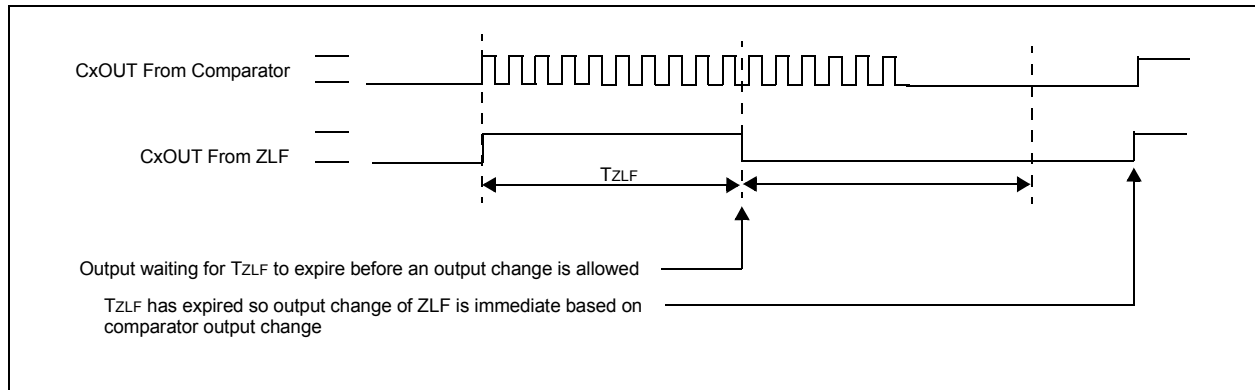 CxOUT From Comparator
CxOUT From ZLF
TZLF
Output waiting for TZLF to expire before an output change is allowed
TZLF has expired so output change of ZLF is immediate based on
comparator output change